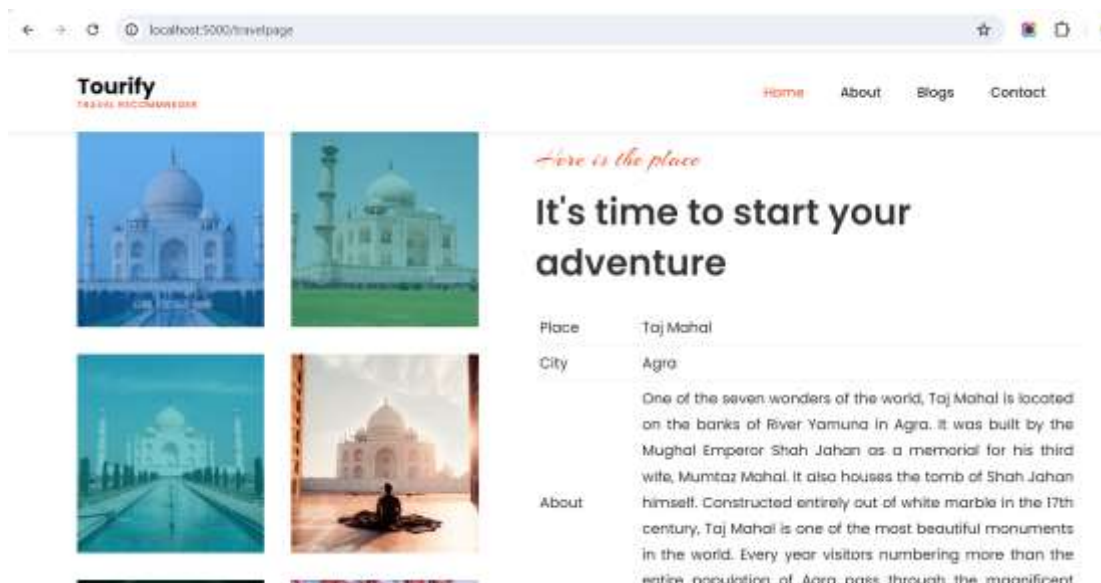 localhost:5000/travelpage
Tourify
TRAVEL RECOMMNEDER
Home About Blogs Contact
Here is the place
It's time to start your
adventure
Place Taj Mahal
City Agra
About
One of the seven wonders of the world, Taj Mahal is located
on the banks of River Yamuna in Agra. It was built by the
Mughal Emperor Shah Jahan as a memorial for his third
wife, Mumtaz Mahal. It also houses the tomb of Shah Jahan
himself. Constructed entirely out of white marble in the 17th
century, Taj Mahal is one of the most beautiful monuments
in the world. Every year visitors numbering more than the
entire population of Agra pass through the magnificent